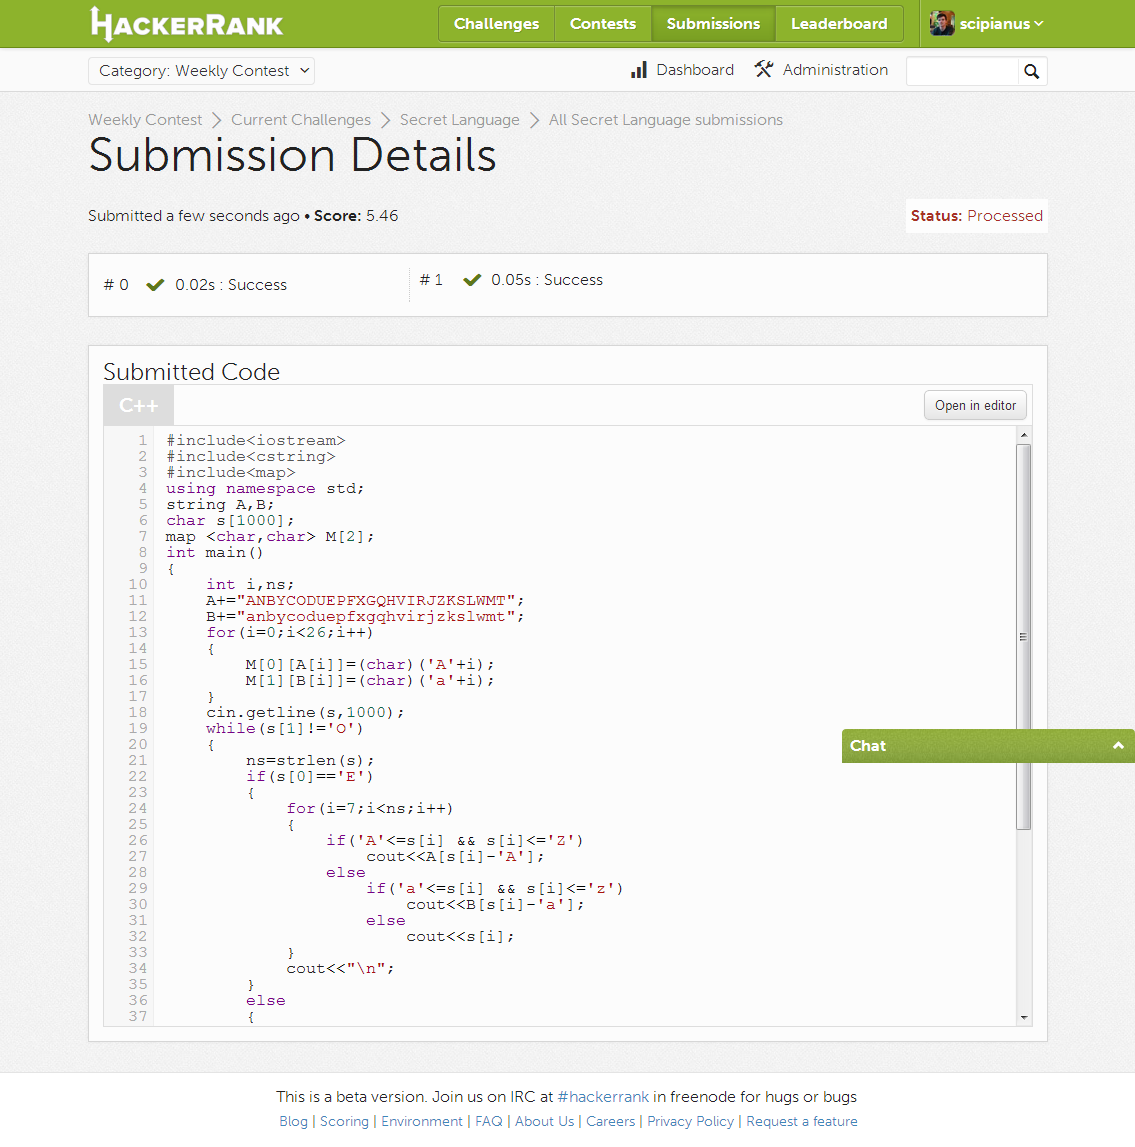 HACKERRANK
Challenges Contests Submissions Leaderboard scipianus
Category: Weekly Contest Dashboard Administration
Weekly Contest Current Challenges Secret Language All Secret Language submissions
Submission Details
Submitted a few seconds ago • Score: 5.46 Status: Processed
# 0 0.02s : Success # 1 0.05s : Success
Submitted Code
C++ Open in editor
1 #include<iostream>
2 #include<cstring>
3 #include<map>
4 using namespace std;
5 string A,B;
6 char s[1000];
7 map <char,char> M[2];
8 int main()
9 {
10 int i,ns;
11 A+="ANBYCODUEPFXGQHVIRJZKSLWMT";
12 B+="anbycoduepfxgqhvirjzkslwmt";
13 for(i=0;i<26;i++)
14 {
15 M[0][A[i]]=(char)('A'+i);
16 M[1][B[i]]=(char)('a'+i);
17 }
18 cin.getline(s,1000);
19 while(s[1]!='O')
20 {
21 ns=strlen(s);
22 if(s[0]=='E')
23 {
24 for(i=7;i<ns;i++)
25 {
26 if('A'<=s[i] && s[i]<='Z')
27 cout<<A[s[i]-'A'];
28 else
29 if('a'<=s[i] && s[i]<='z')
30 cout<<B[s[i]-'a'];
31 else
32 cout<<s[i];
33 }
34 cout<<"\n";
35 }
36 else
37 {
Chat
This is a beta version. Join us on IRC at #hackerrank in freenode for hugs or bugs
Blog | Scoring | Environment | FAQ | About Us | Careers | Privacy Policy | Request a feature